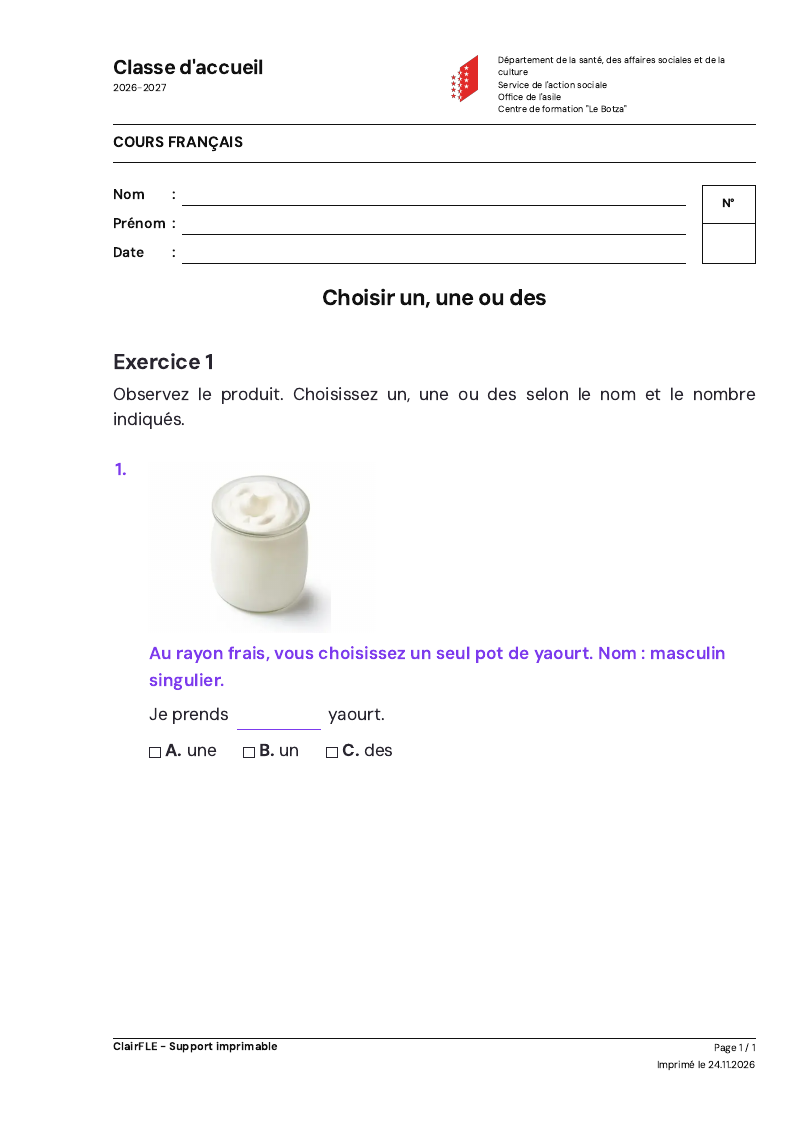 Classe d'accueil
2026-2027
Département de la santé, des affaires sociales et de la
culture
Service de l'action sociale
Office de l'asile
Centre de formation "Le Botza"
COURS FRANÇAIS
Nom :
Prénom :
Date :
N°
Choisir un, une ou des
Exercice 1
Observez le produit. Choisissez un, une ou des selon le nom et le nombre
indiqués.
1.
Au rayon frais, vous choisissez un seul pot de yaourt. Nom : masculin
singulier.
Je prends ________ yaourt.
☐ A. une ☐ B. un ☐ C. des
ClairFLE - Support imprimable
Page 1 / 1
Imprimé le 24.11.2026